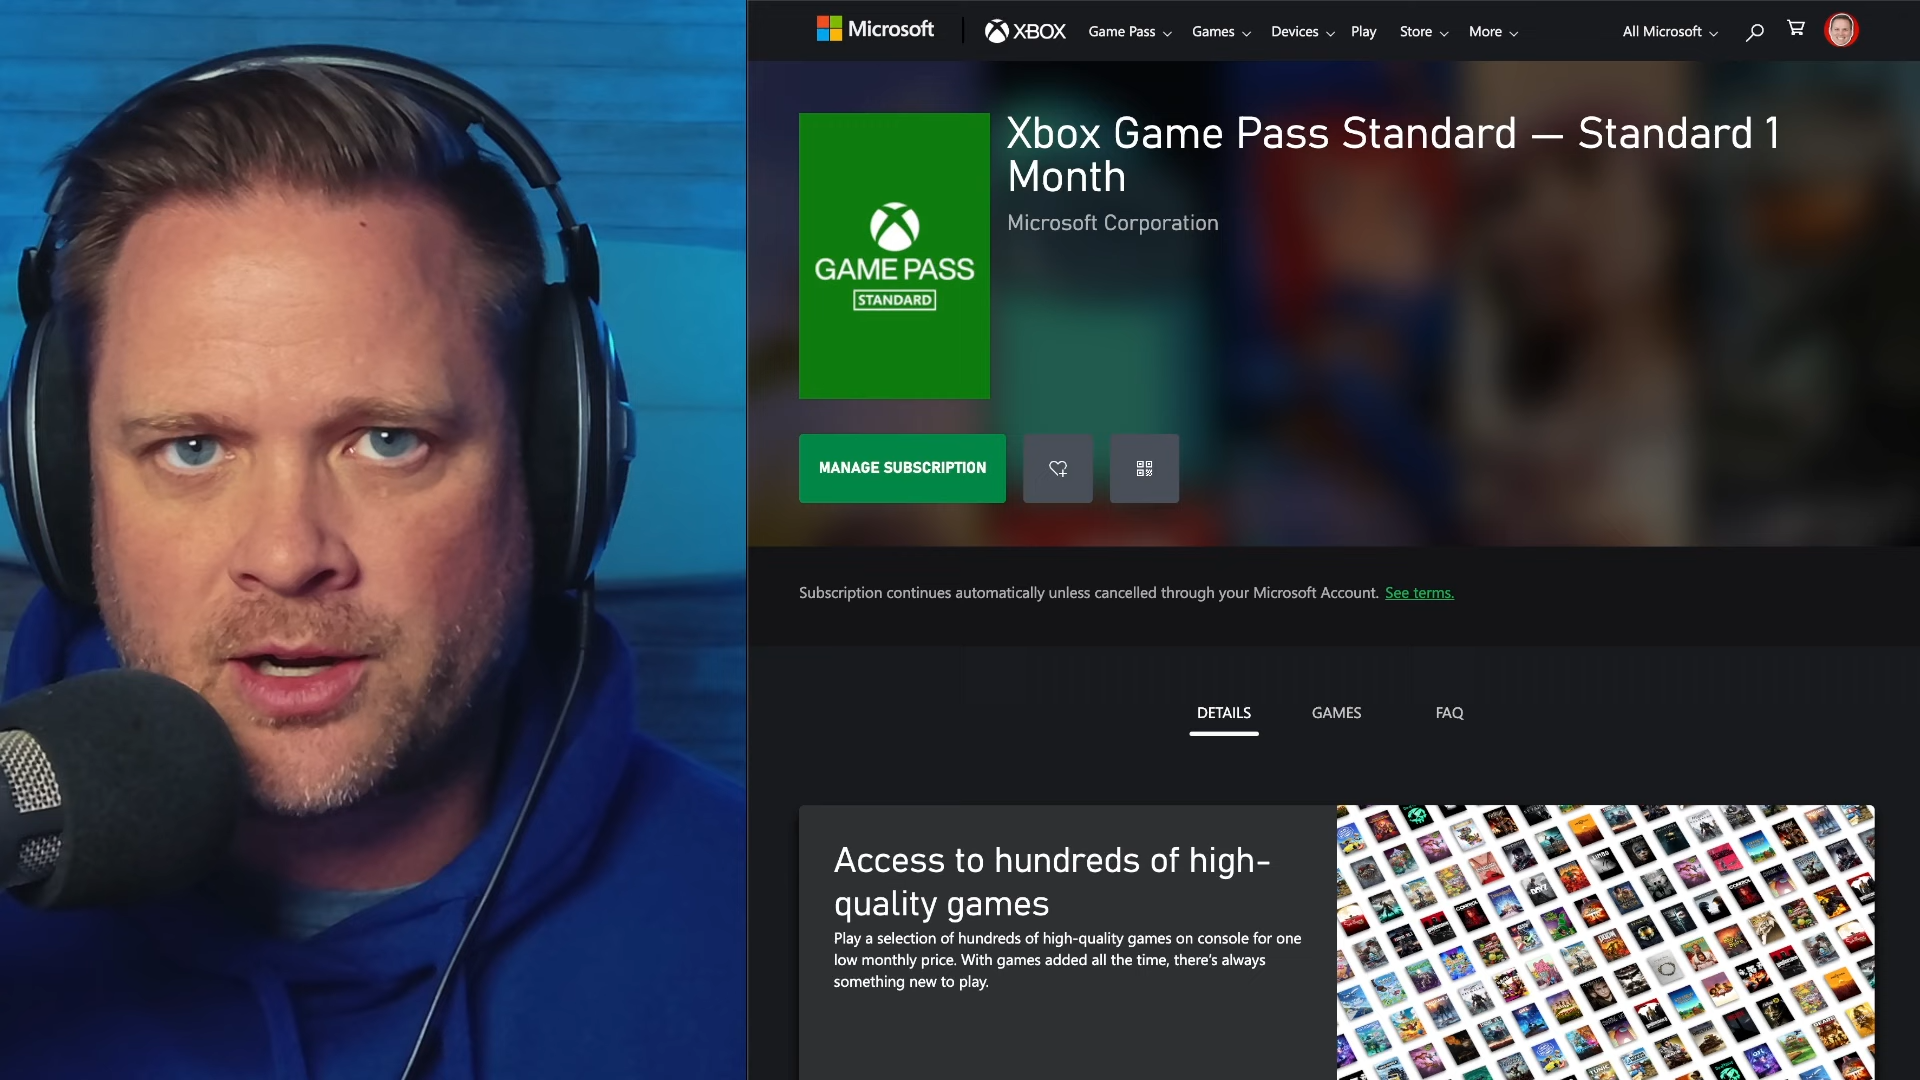 Microsoft
XBOX
Game Pass
Games
Devices
Play
Store
More
All Microsoft
Xbox Game Pass Standard — Standard 1
Month
Microsoft Corporation
GAME PASS
STANDARD
MANAGE SUBSCRIPTION
Subscription continues automatically unless cancelled through your Microsoft Account. See terms.
DETAILS
GAMES
FAQ
Access to hundreds of high-
quality games
Play a selection of hundreds of high-quality games on console for one
low monthly price. With games added all the time, there's always
something new to play.